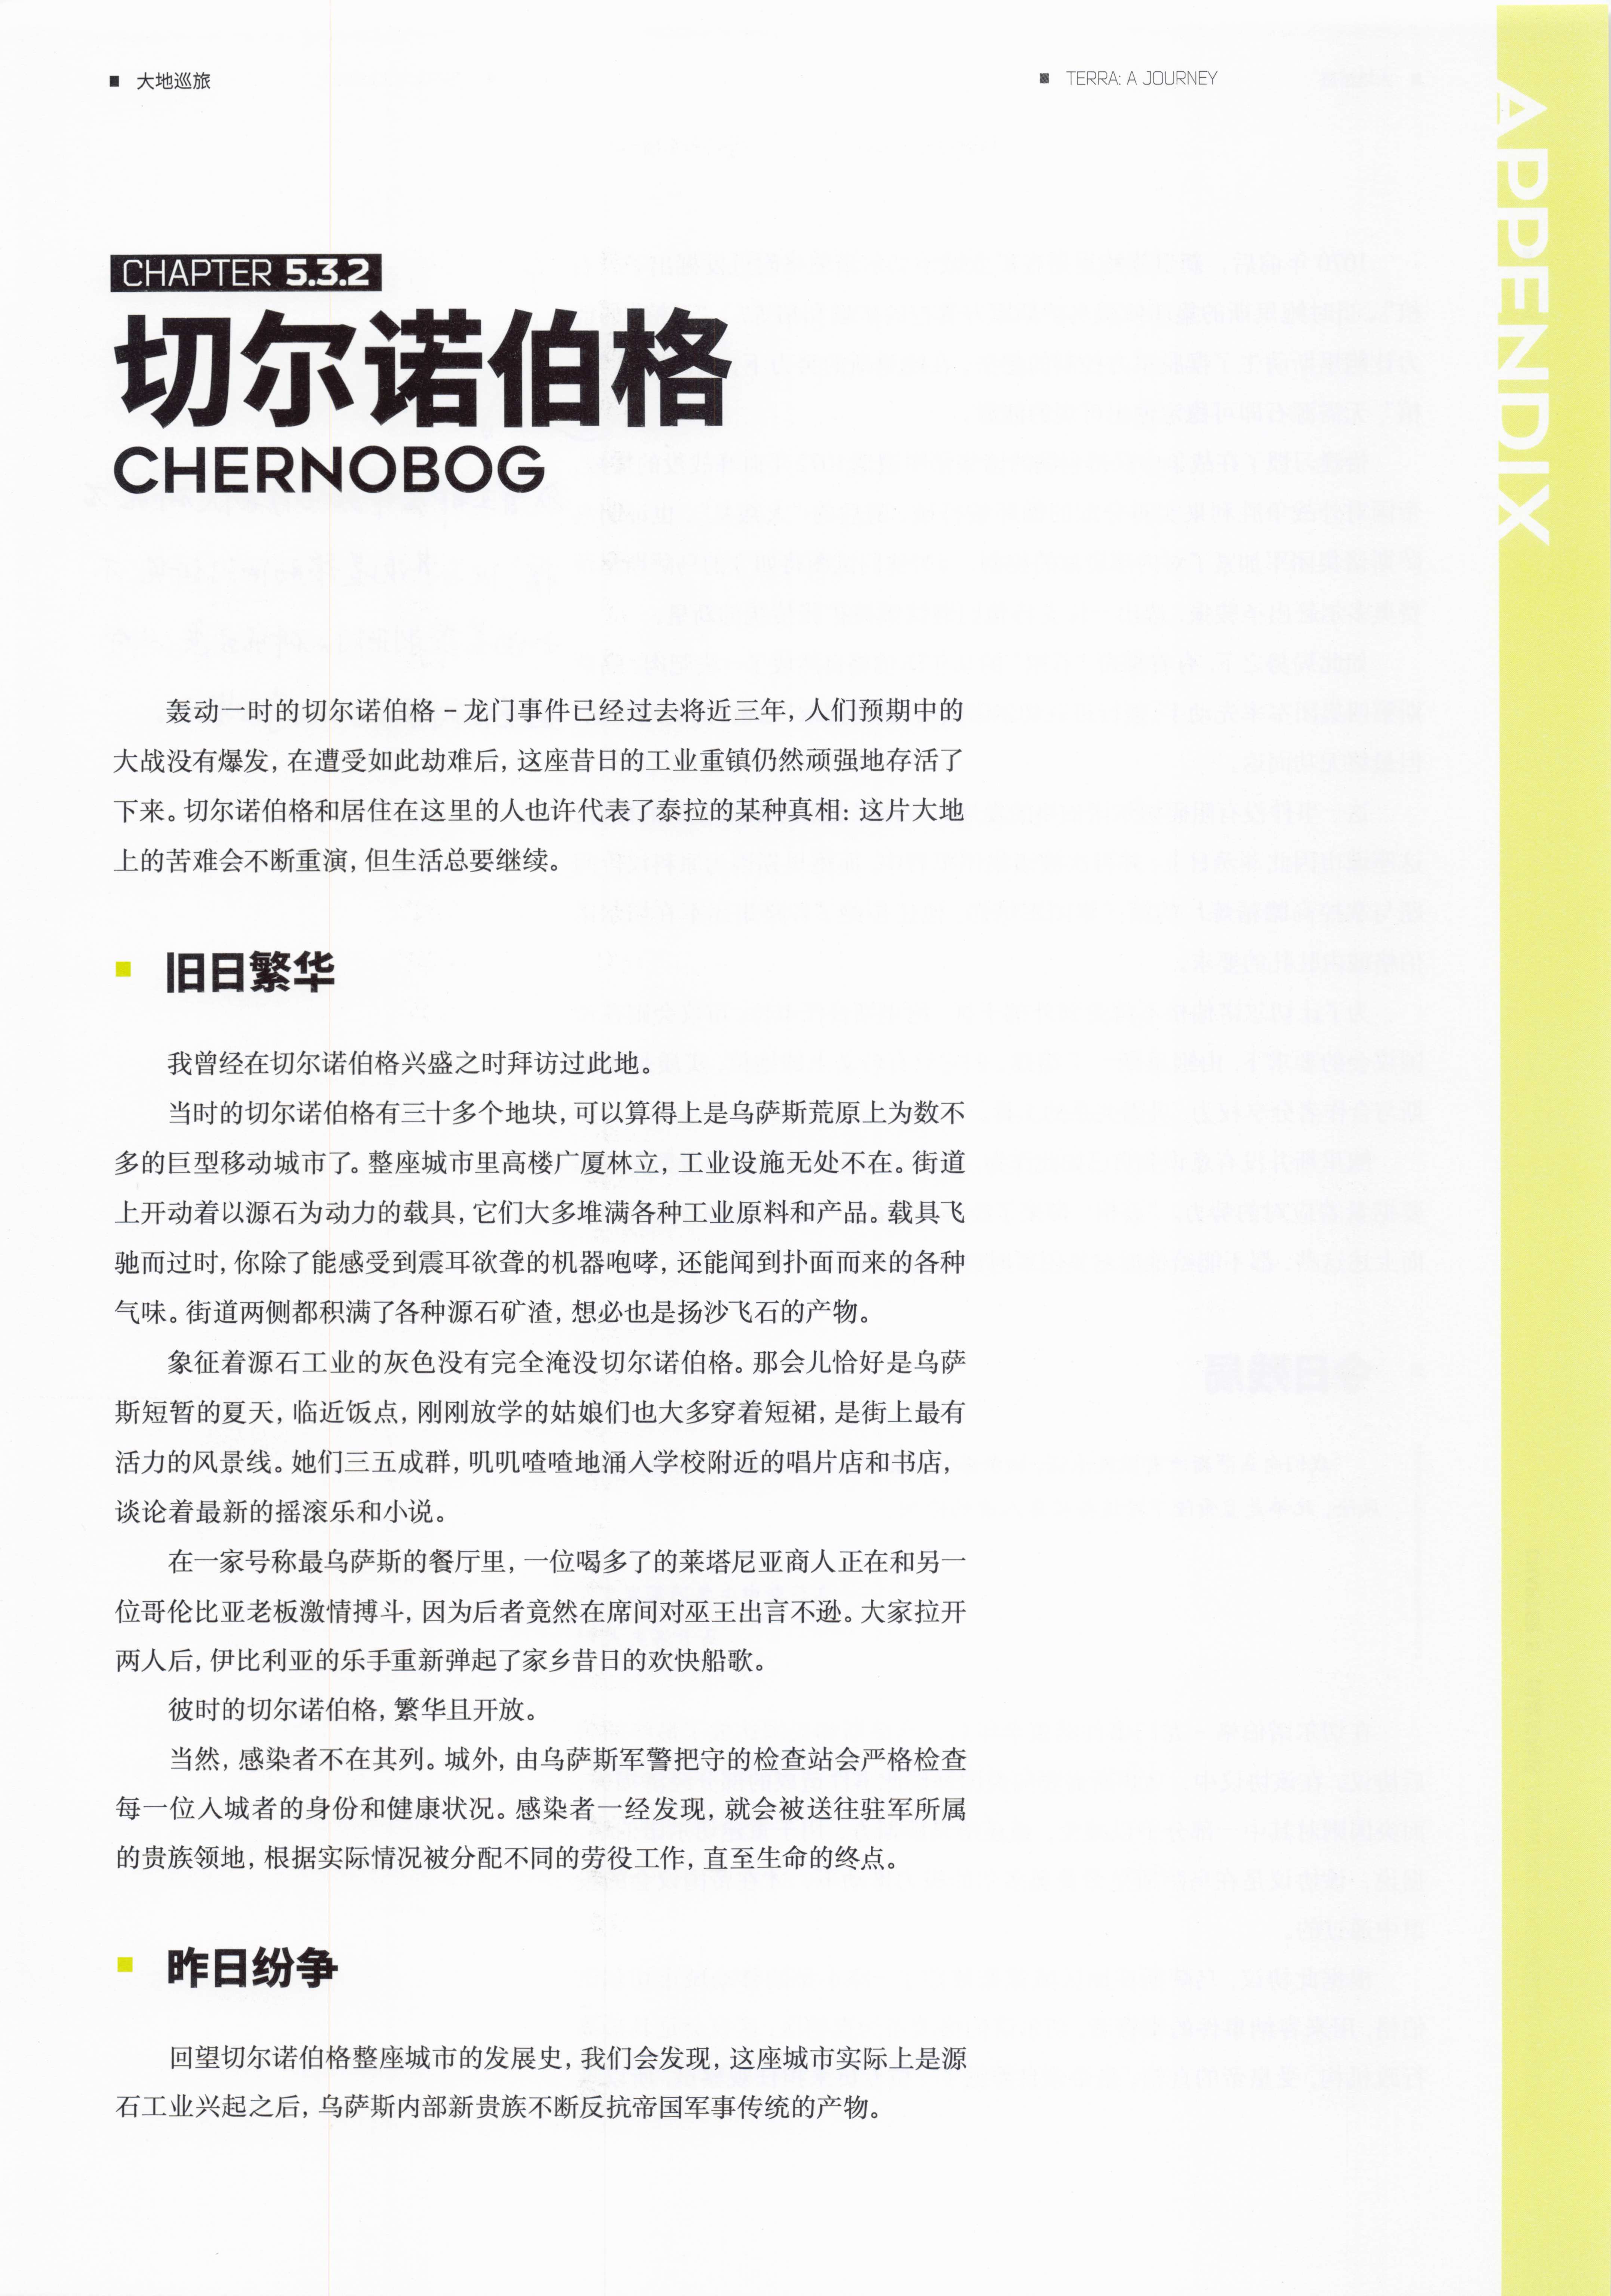 大地巡旅
TERRA: A JOURNEY
APPENDIX
CHAPTER 5.3.2
切尔诺伯格
CHERNOBOG
轰动一时的切尔诺伯格–龙门事件已经过去将近三年，人们预期中的
大战没有爆发，在遭受如此劫难后，这座昔日的工业重镇仍然顽强地存活了
下来。切尔诺伯格和居住在这里的人也许代表了泰拉的某种真相：这片大地
上的苦难会不断重演，但生活总要继续。
旧日繁华
我曾经在切尔诺伯格兴盛之时拜访过此地。
当时的切尔诺伯格有三十多个地块，可以算得上是乌萨斯荒原上为数不
多的巨型移动城市了。整座城市里高楼广厦林立，工业设施无处不在。街道
上开动着以源石为动力的载具，它们大多堆满各种工业原料和产品。载具飞
驰而过时，你除了能感受到震耳欲聋的机器咆哮，还能闻到扑面而来的各种
气味。街道两侧都积满了各种源石矿渣，想必也是扬沙飞石的产物。
象征着源石工业的灰色没有完全淹没切尔诺伯格。那会儿恰好是乌萨
斯短暂的夏天，临近饭点，刚刚放学的姑娘们也大多穿着短裙，是街上最有
活力的风景线。她们三五成群，叽叽喳喳地涌入学校附近的唱片店和书店，
谈论着最新的摇滚乐和小说。
在一家号称最乌萨斯的餐厅里，一位喝多了的莱塔尼亚商人正在和另一
位哥伦比亚老板激情搏斗，因为后者竟然在席间对巫王出言不逊。大家拉开
两人后，伊比利亚的乐手重新弹起了家乡昔日的欢快船歌。
彼时的切尔诺伯格，繁华且开放。
当然，感染者不在其列。城外，由乌萨斯军警把守的检查站会严格检查
每一位入城者的身份和健康状况。感染者一经发现，就会被送往驻军所属
的贵族领地，根据实际情况被分配不同的劳役工作，直至生命的终点。
昨日纷争
回望切尔诺伯格整座城市的发展史，我们会发现，这座城市实际上是源
石工业兴起之后，乌萨斯内部新贵族不断反抗帝国军事传统的产物。